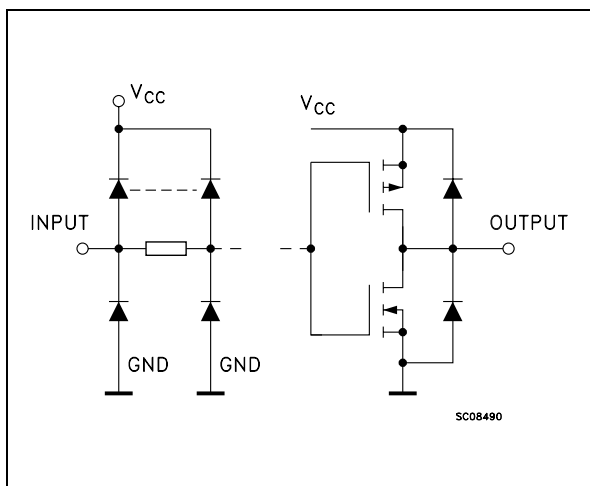 VCC
VCC
INPUT
OUTPUT
GND
GND
SC08490